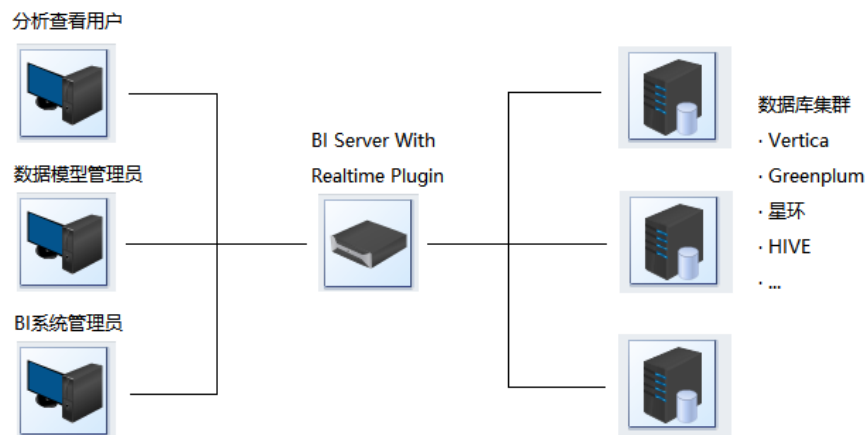 分析查看用户
数据模型管理员
BI系统管理员
BI Server With
Realtime Plugin
数据库集群
· Vertica
· Greenplum
· 星环
· HIVE
· ...